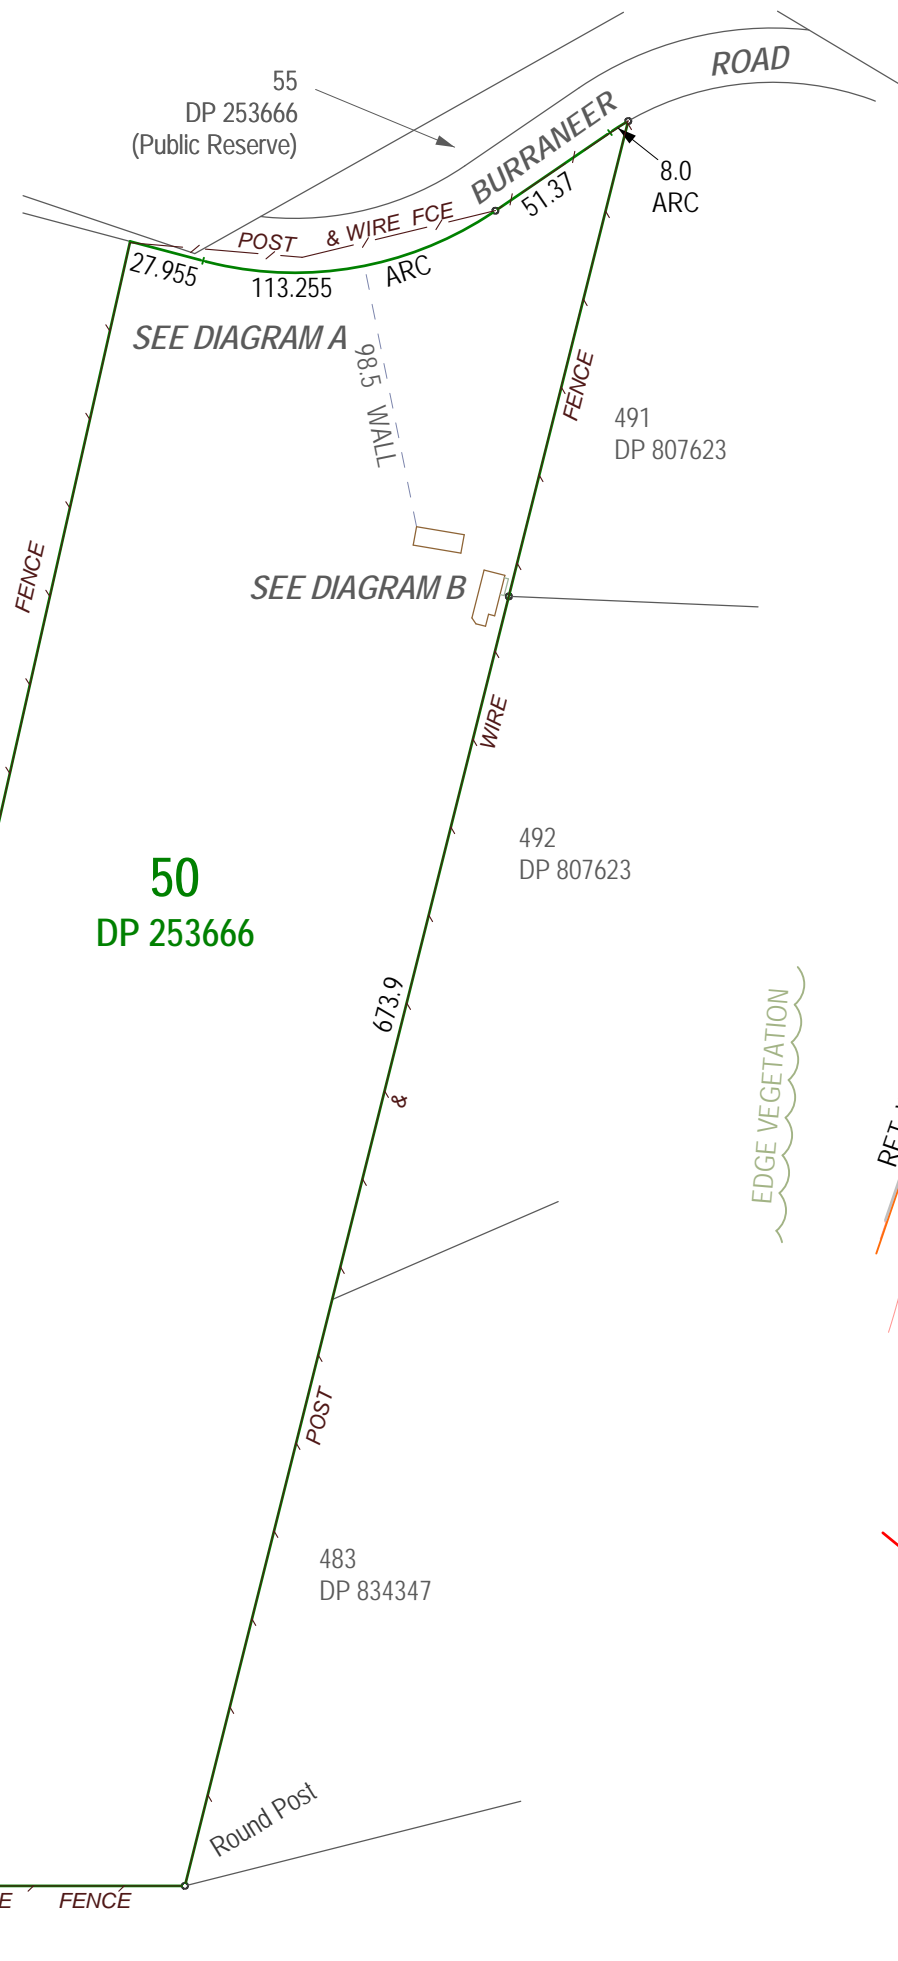 ROAD
55
DP 253666
(Public Reserve)
BURRANEER
51.37
8.0
ARC
POST & WIRE FCE
27.955
113.255
ARC
SEE DIAGRAM A
98.5 WALL
FENCE
491
DP 807623
FENCE
SEE DIAGRAM B
WIRE
492
DP 807623
50
DP 253666
673.9
&
EDGE VEGETATION
POST
483
DP 834347
Round Post
E
FENCE